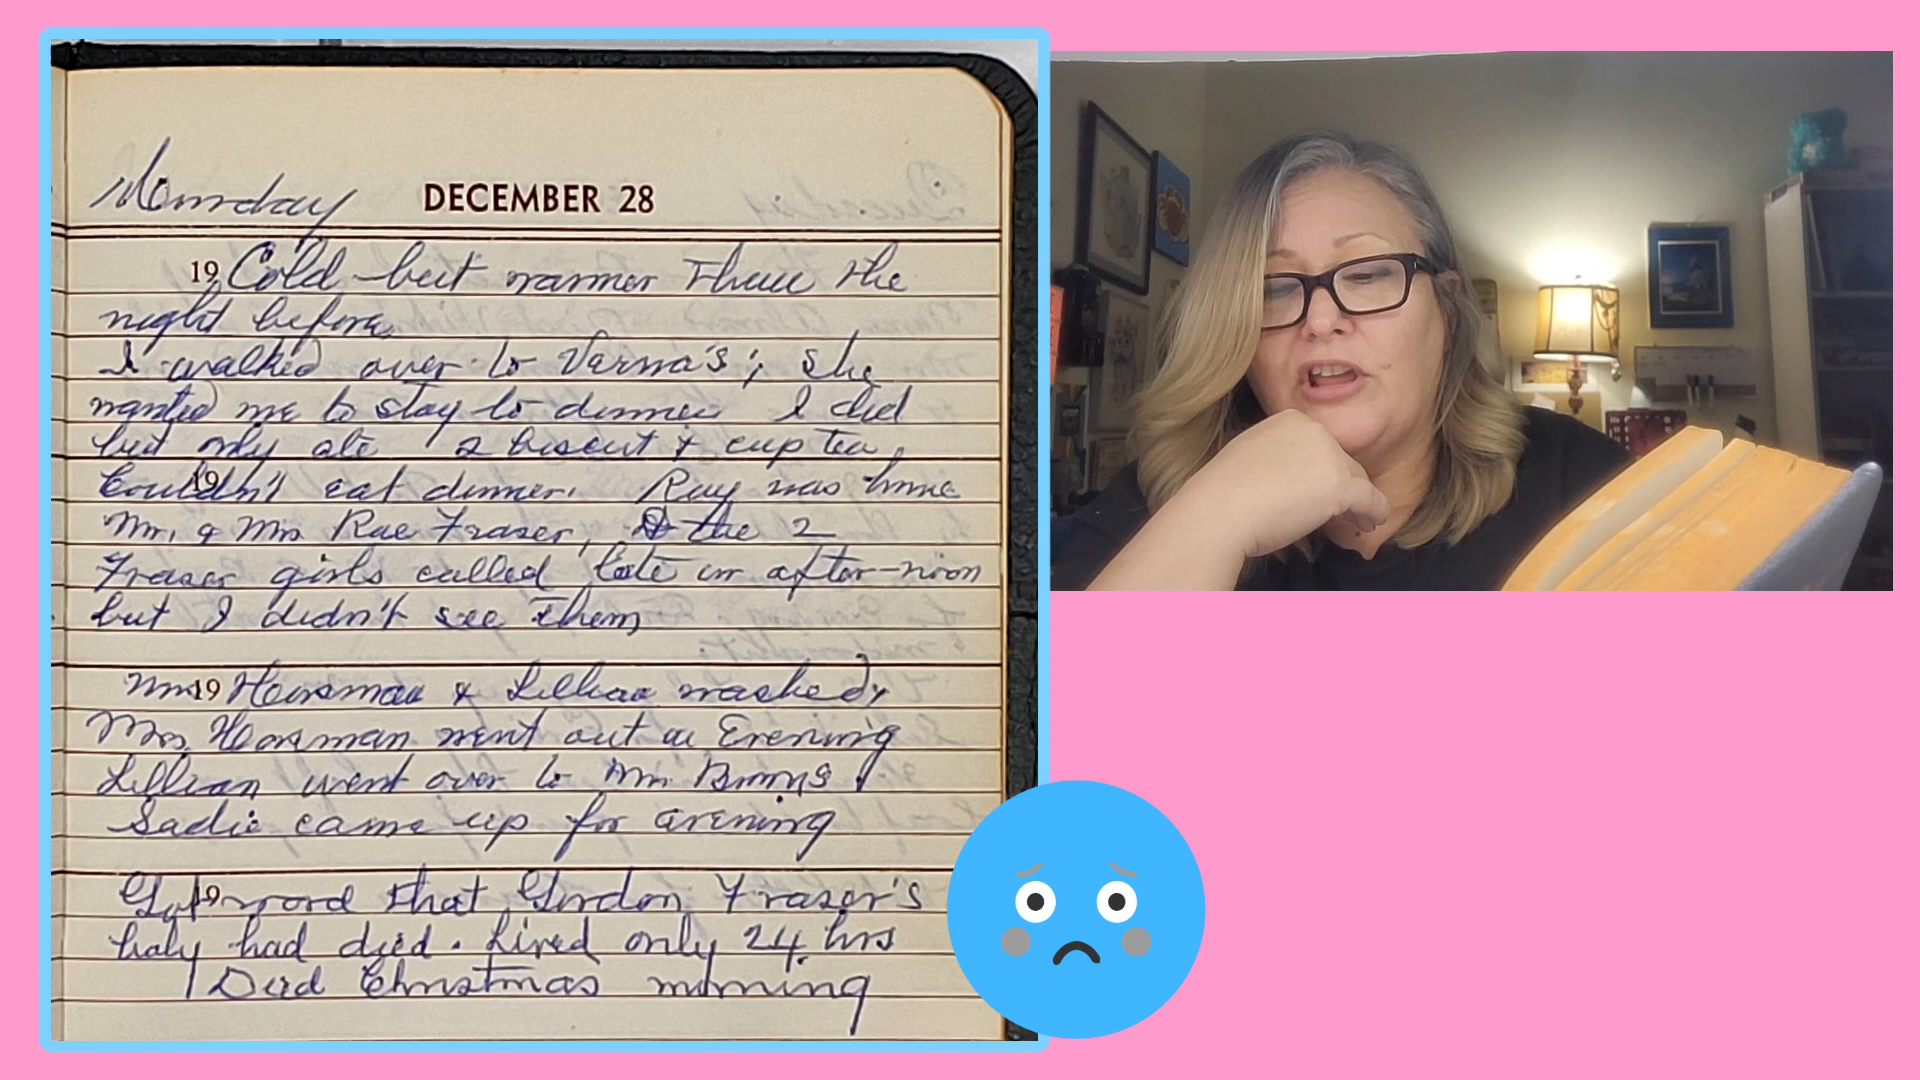 Monday DECEMBER 28
19 Cold but warmer than the
night before
I walked over to Verna's; she
wanted me to stay to dinner I did
but only ate 2 biscuit & cup tea,
19 Couldn't eat dinner. Ray was home
Mr. & Mrs Rae Fraser, & the 2
Fraser girls called late in after-noon
but I didn't see them
19 Mrs Horsman & Lillian washed,
Mrs. Horsman went out in Evening
Lillian went over to Mrs Binns,
Sadie came up for evening
19 Got word that Gordon Fraser's
baby had died. Lived only 24 hrs
Died Christmas morning